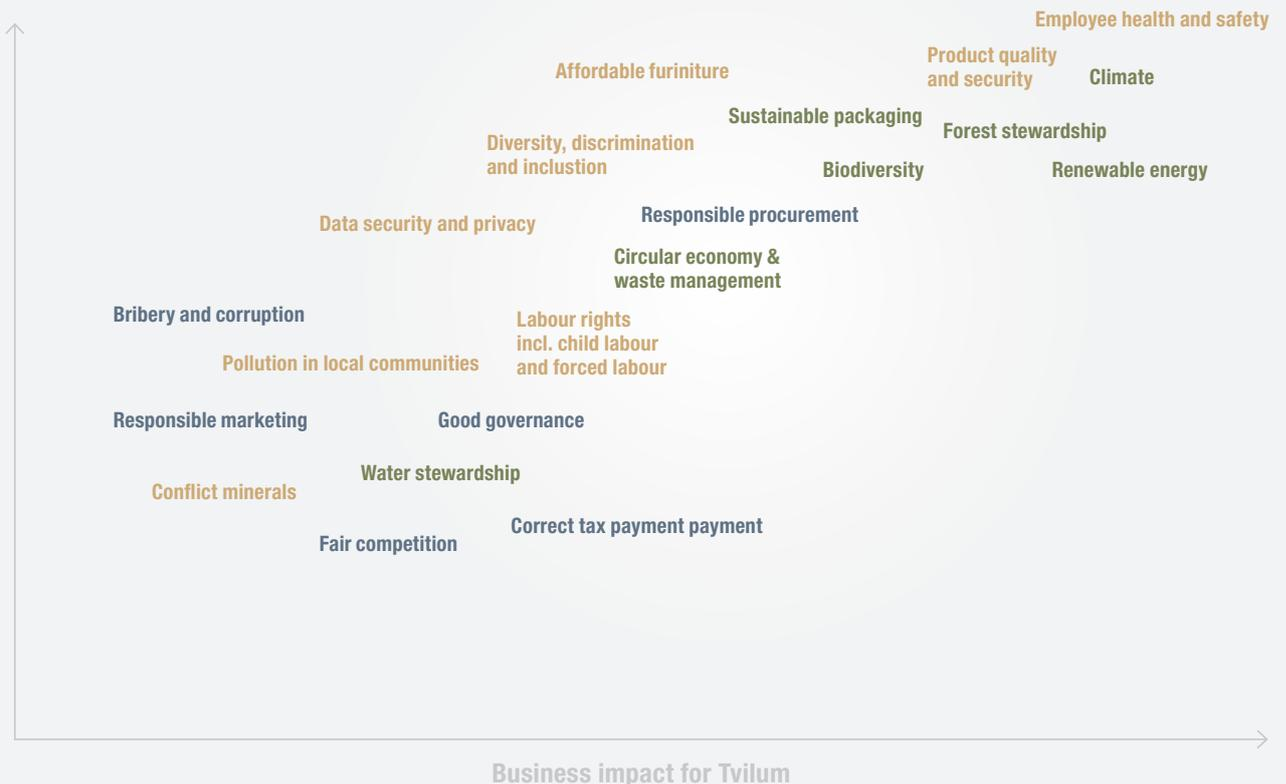 Employee health and safety
Product quality
and security
Affordable furiniture
Climate
Sustainable packaging
Forest stewardship
Diversity, discrimination
and inclustion
Biodiversity
Renewable energy
Responsible procurement
Data security and privacy
Circular economy &
waste management
Bribery and corruption
Labour rights
incl. child labour
and forced labour
Pollution in local communities
Responsible marketing
Good governance
Water stewardship
Conflict minerals
Correct tax payment payment
Fair competition
Business impact for Tvilum